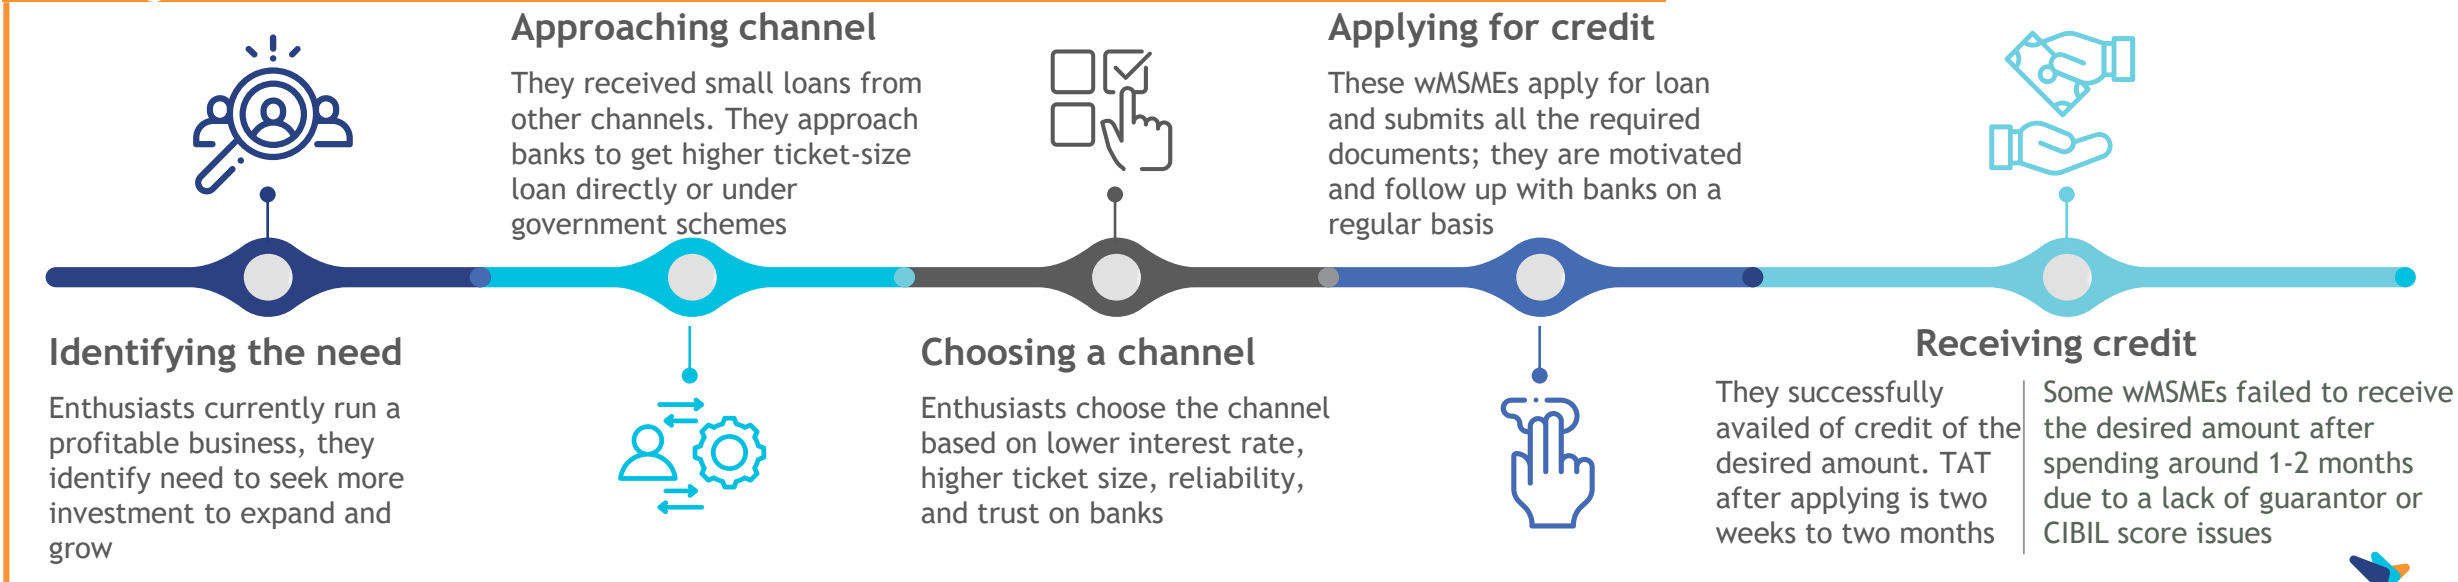 Identifying the need
Enthusiasts currently run a
profitable business, they
identify need to seek more
investment to expand and
grow
Approaching channel
They received small loans from
other channels. They approach
banks to get higher ticket-size
loan directly or under
government schemes
Choosing a channel
Enthusiasts choose the channel
based on lower interest rate,
higher ticket size, reliability,
and trust on banks
Applying for credit
These wMSMEs apply for loan
and submits all the required
documents; they are motivated
and follow up with banks on a
regular basis
Receiving credit
They successfully
availed of credit of the
desired amount. TAT
after applying is two
weeks to two months
Some wMSMEs failed to receive
the desired amount after
spending around 1-2 months
due to a lack of guarantor or
CIBIL score issues